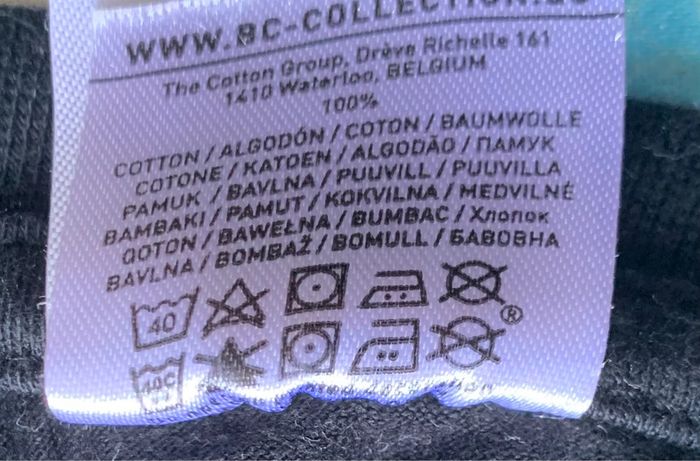 WWW.BC-COLLECTION.EU
The Cotton Group, Drève Richelle 161
1410 Waterloo, BELGIUM
100%
COTTON / ALGODÓN / COTON / BAUMWOLLE
COTONE / KATOEN / ALGODÃO / ПАМУК
PAMUK / BAVLNA / PUUVILL / PUUVILLA
BAMBAKI / PAMUT / KOKVILNA / MEDVILNÉ
QOTON / BAWEŁNA / BUMBAC / Хлопок
BAVLNA / BOMBAŽ / BOMULL / БАВОВНА
40
®
40C